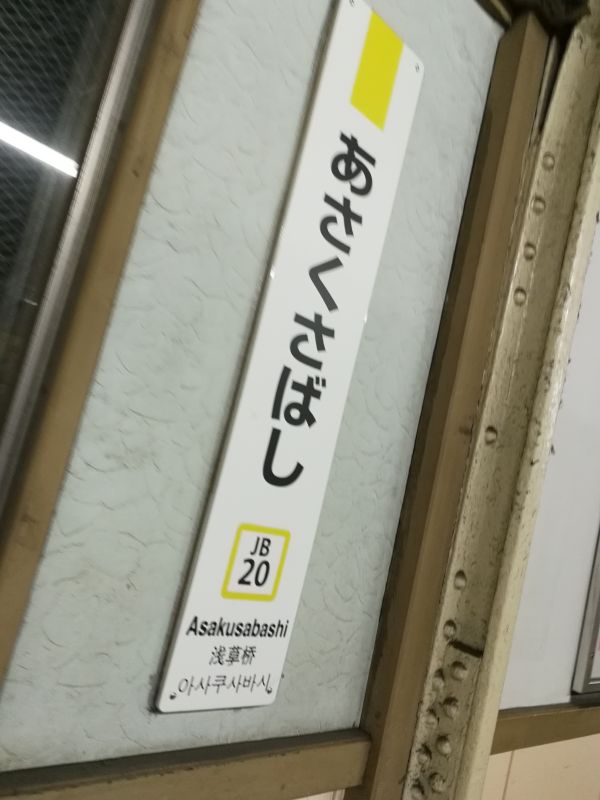 あさくさばし
JB
20
Asakusabashi
浅草桥
아사쿠사바시